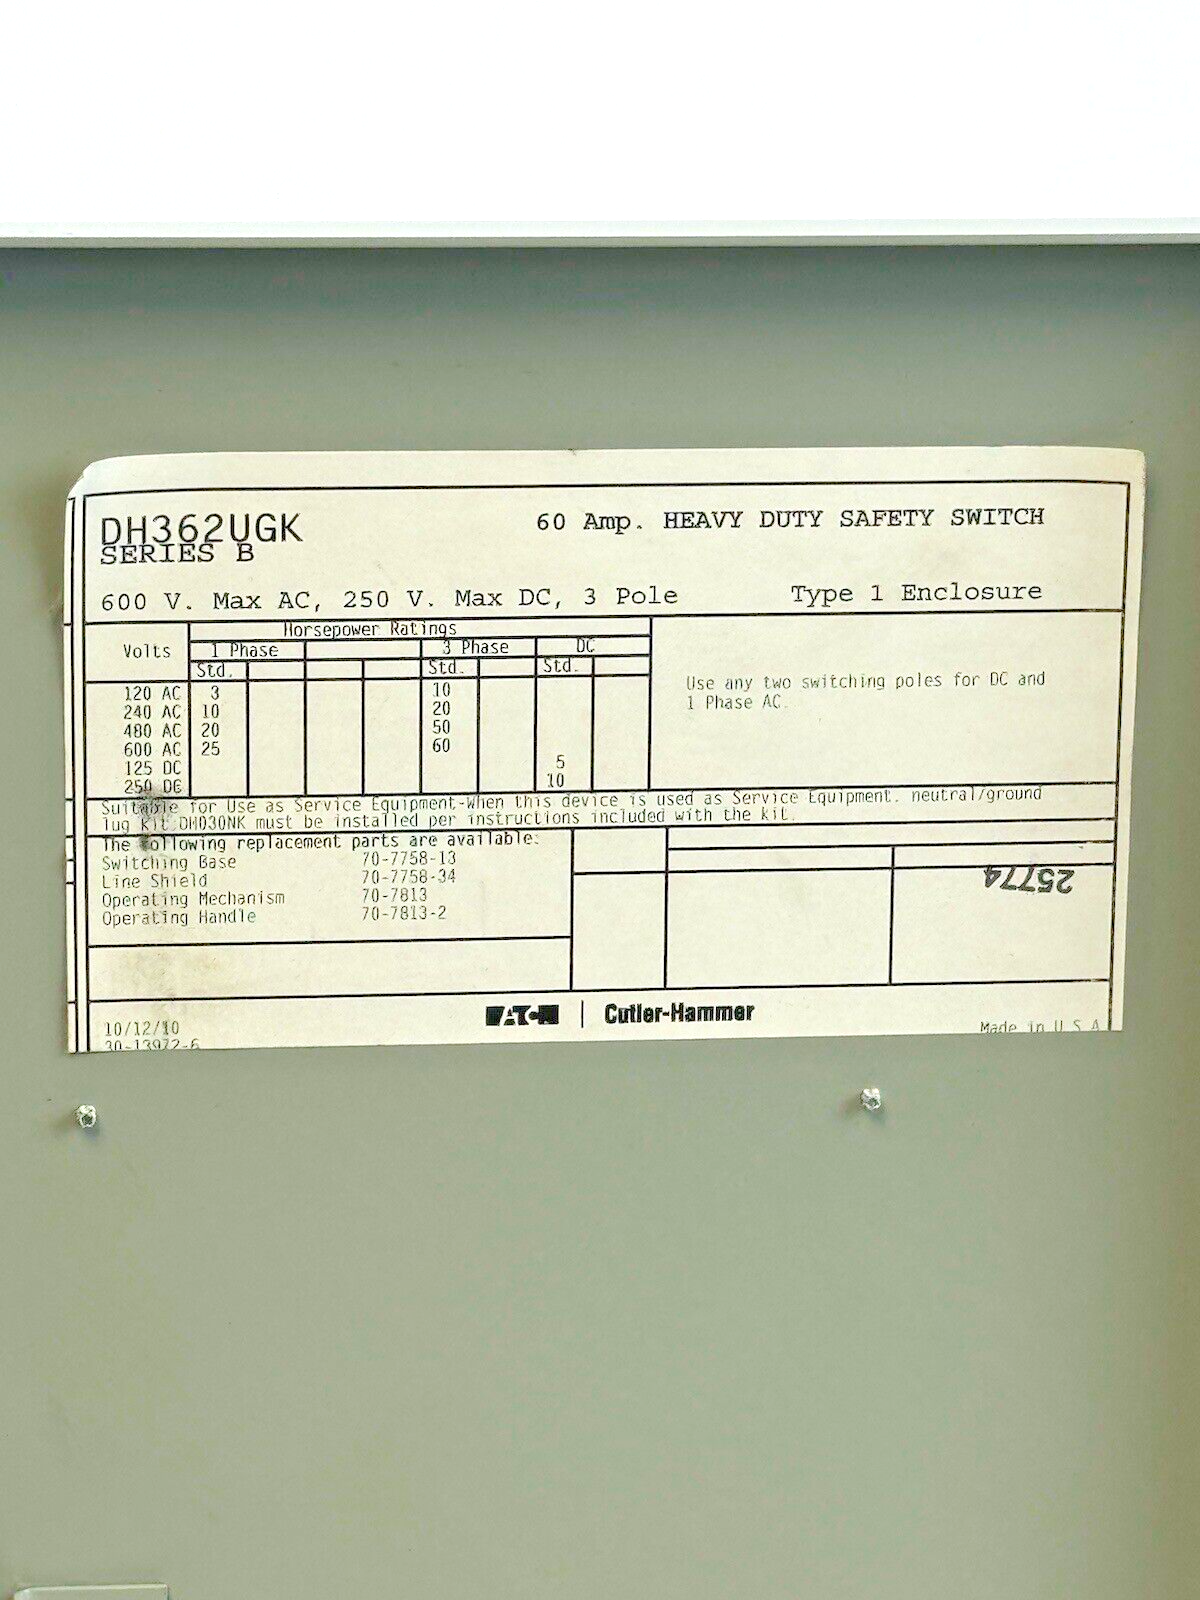 DH362UGK
SERIES B
60 Amp. HEAVY DUTY SAFETY SWITCH
600 V. Max AC, 250 V. Max DC, 3 Pole Type 1 Enclosure
Horsepower Ratings
Volts 1 Phase 3 Phase DC
Std. Std. Std.
120 AC 3 10
240 AC 10 20
480 AC 20 50
600 AC 25 60
125 DC 5
250 DC 10
Use any two switching poles for DC and
1 Phase AC.
Suitable for Use as Service Equipment-When this device is used as Service Equipment, neutral/ground
lug kit DH030NK must be installed per instructions included with the kit.
The following replacement parts are available:
Switching Base 70-7758-13
Line Shield 70-7758-34
Operating Mechanism 70-7813
Operating Handle 70-7813-2
25774
EATON | Cutler-Hammer
10/12/10
30-13972-6
Made in U S A